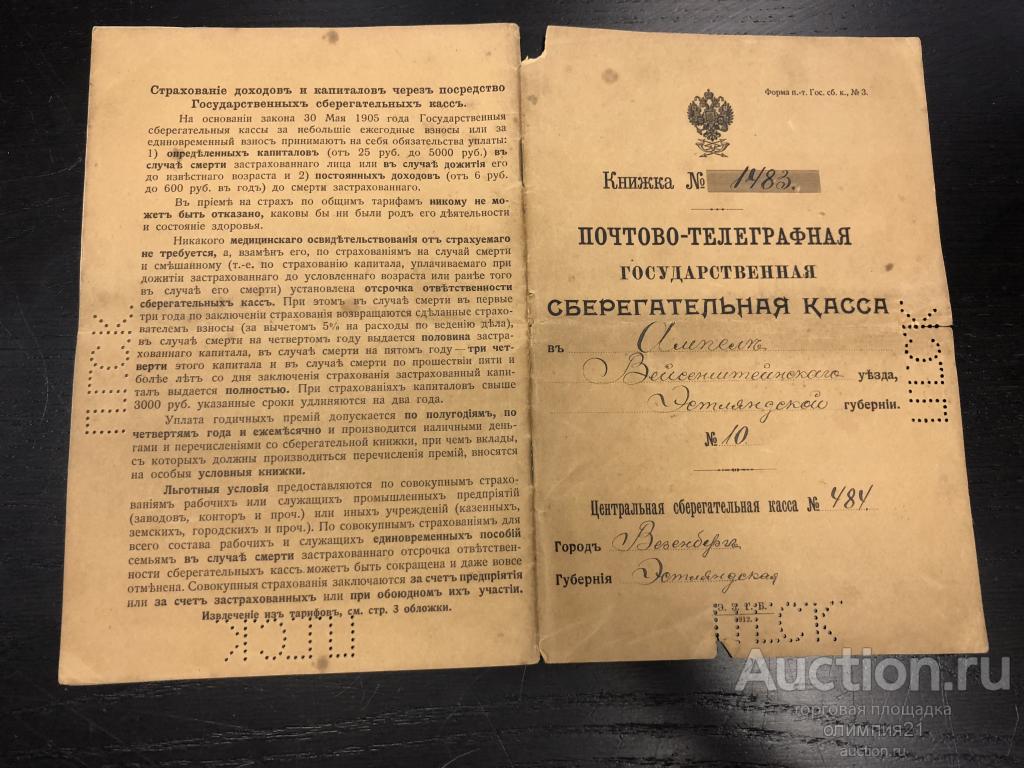 Страхованіе доходовъ и капиталовъ черезъ посредство
Государственныхъ сберегательныхъ кассъ.
На основаніи закона 30 Мая 1905 года Государственныя
сберегательныя кассы за небольшіе ежегодные взносы или за
единовременный взносъ принимаютъ на себя обязательства уплаты:
1) опредѣленныхъ капиталовъ (отъ 25 руб. до 5000 руб.) въ
случаѣ смерти застрахованнаго лица или въ случаѣ дожитія его
до извѣстнаго возраста и 2) постоянныхъ доходовъ (отъ 6 руб.
до 600 руб. въ годъ) до смерти застрахованнаго.
Въ пріемѣ на страхъ по общимъ тарифамъ никому не мо-
жетъ быть отказано, каковы бы ни были родъ его дѣятельности
и состояніе здоровья.
Никакого медицинскаго освидѣтельствованія отъ страхуемаго
не требуется, а, взамѣнъ его, по страхованіямъ на случай смерти
и смѣшанному (т.-е. по страхованію капитала, уплачиваемаго при
дожитіи застрахованнаго до условленнаго возраста или ранѣе того
въ случаѣ его смерти) установлена отсрочка отвѣтственности
сберегательныхъ кассъ. При этомъ въ случаѣ смерти въ первые
три года по заключеніи страхованія возвращаются сдѣланные страхо-
вателемъ взносы (за вычетомъ 5% на расходы по веденію дѣла),
въ случаѣ смерти на четвертомъ году выдается половина застра-
хованнаго капитала, въ случаѣ смерти на пятомъ году—три чет-
верти этого капитала и въ случаѣ смерти по прошествіи пяти и
болѣе лѣтъ со дня заключенія страхованія застрахованный капи-
талъ выдается полностью. При страхованіяхъ капиталовъ свыше
3000 руб. указанные сроки удлиняются на два года.
Уплата годичныхъ премій допускается по полугодіямъ, по
четвертямъ года и ежемѣсячно и производится наличными день-
гами и перечисленіями со сберегательной книжки, при чемъ вклады,
съ которыхъ должны производиться перечисленія премій, вносятся
на особыя условныя книжки.
Льготныя условія предоставляются по совокупнымъ страхо-
ваніямъ рабочихъ или служащихъ промышленныхъ предпріятій
(заводовъ, конторъ и проч.) или иныхъ учрежденій (казенныхъ,
земскихъ, городскихъ и проч.). По совокупнымъ страхованіямъ для
всего состава рабочихъ и служащихъ единовременныхъ пособій
семьямъ въ случаѣ смерти застрахованнаго отсрочка отвѣтствен-
ности сберегательныхъ кассъ можетъ быть сокращена и даже вовсе
отмѣнена. Совокупныя страхованія заключаются за счетъ предпріятія
или за счетъ застрахованныхъ или при обоюдномъ ихъ участіи.
Извлеченіе изъ тарифовъ, см. стр. 3 обложки.
Форма п.-т. Гос. сб. к., № 3.
Книжка № 1483.
ПОЧТОВО-ТЕЛЕГРАФНАЯ
ГОСУДАРСТВЕННАЯ
СБЕРЕГАТЕЛЬНАЯ КАССА
въ Ампелъ
Вейсенштейнскаго уѣзда,
Эстляндской губерніи.
№ 10.
Центральная сберегательная касса № 484.
Городъ Везенбергъ
Губернія Эстляндская
Э. З. Г. Б.
1912.
ЦСК
Auction.ru
торговая площадка
олимпия21
auction.ru